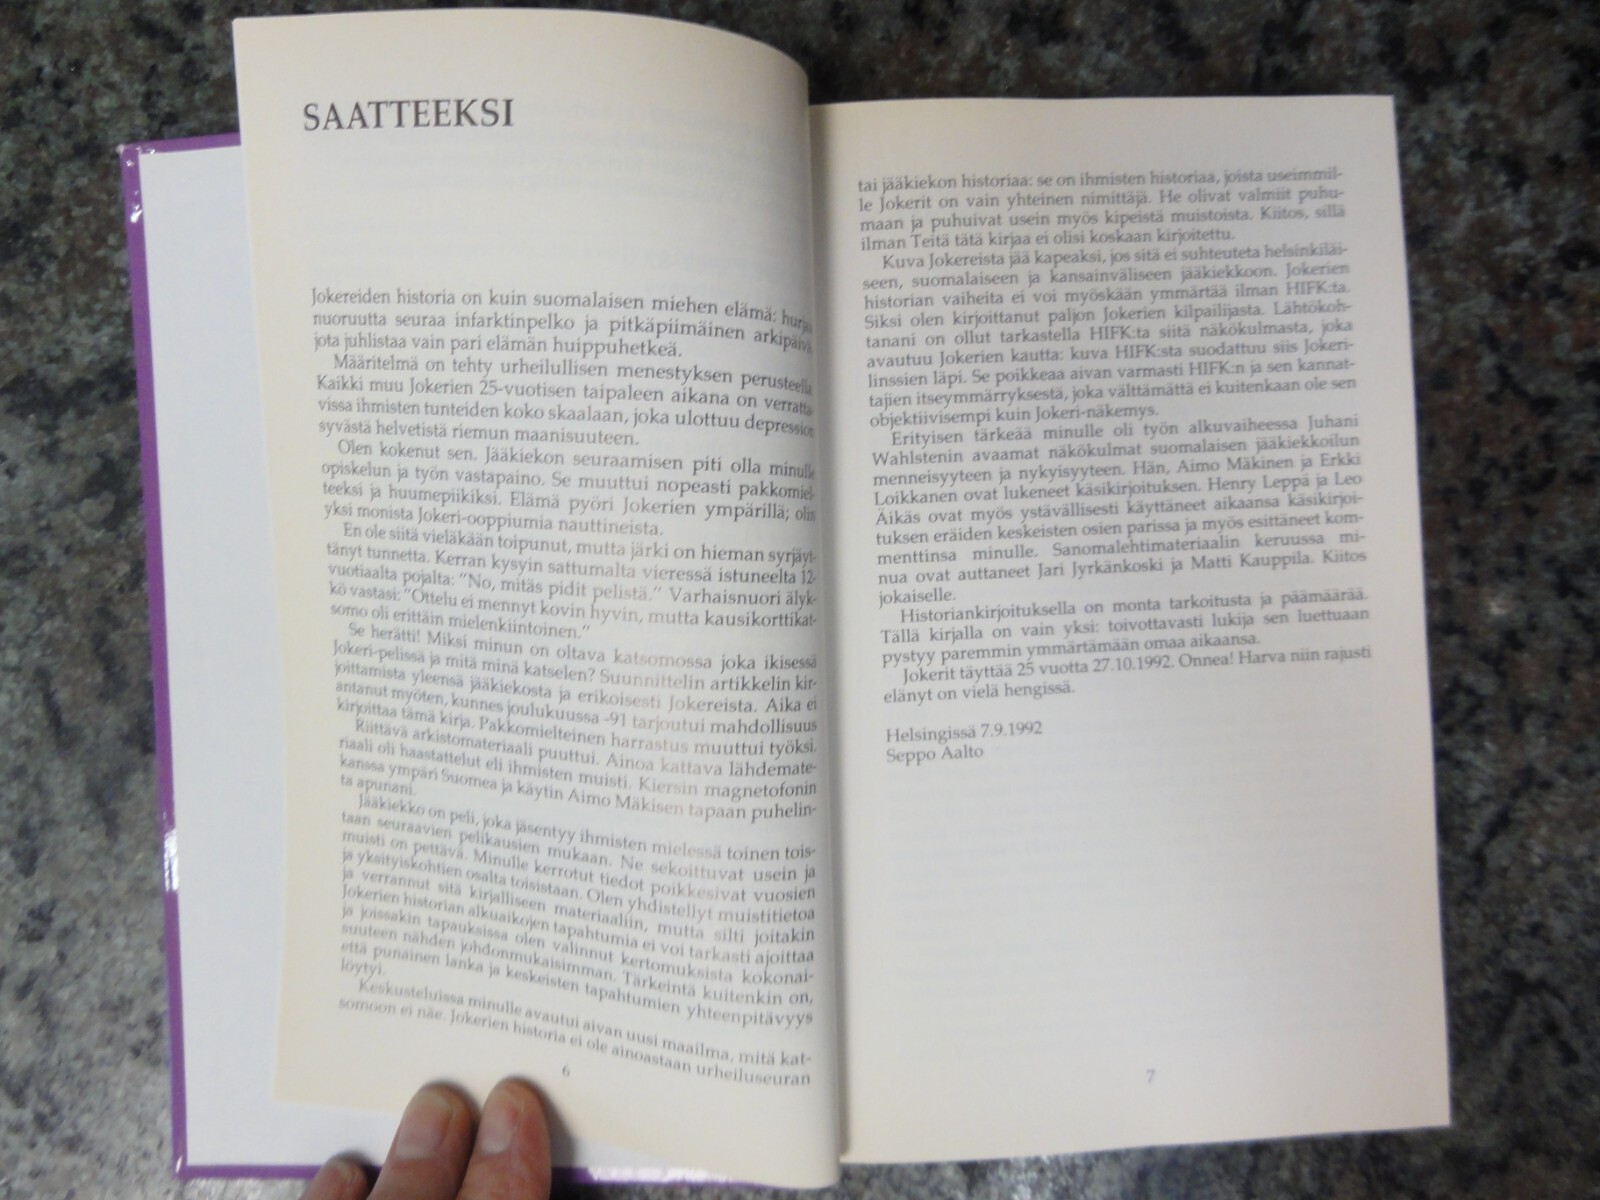 SAATTEEKSI
Jokereiden historia on kuin suomalaisen miehen elämä: hurjaa
nuoruutta seuraa infarktinpelko ja pitkäpiimäinen arkipäivä
jota juhlistaa vain pari elämän huippuhetkeä.
Määritelmä on tehty urheilullisen menestyksen perusteella
Kaikki muu Jokerien 25-vuotisen taipaleen aikana on verratta-
vissa ihmisten tunteiden koko skaalaan, joka ulottuu depression
syvästä helvetistä riemun maanisuuteen.
Olen kokenut sen. Jääkiekon seuraamisen piti olla minulle
opiskelun ja työn vastapaino. Se muuttui nopeasti pakkomiel-
teeksi ja huumepiikiksi. Elämä pyöri Jokerien ympärillä; olin
yksi monista Jokeri-ooppiumia nauttineista.
En ole siitä vieläkään toipunut, mutta järki on hieman syrjäyt-
tänyt tunnetta. Kerran kysyin sattumalta vieressä istuneelta 12-
vuotiaalta pojalta: "No, mitäs pidit pelistä." Varhaisnuori älyk-
kö vastasi: "Ottelu ei mennyt kovin hyvin, mutta kausikorttikat-
somo oli erittäin mielenkiintoinen."
Se herätti! Miksi minun on oltava katsomossa joka ikisessä
Jokeri-pelissä ja mitä minä katselen? Suunnittelin artikkelin kir-
joittamista yleensä jääkiekosta ja erikoisesti Jokereista. Aika ei
antanut myöten, kunnes joulukuussa -91 tarjoutui mahdollisuus
kirjoittaa tämä kirja. Pakkomielteinen harrastus muuttui työksi.
Riittävä arkistomateriaali puuttui. Ainoa kattava lähdemate-
riaali oli haastattelut eli ihmisten muisti. Kiersin magnetofonin
kanssa ympäri Suomea ja käytin Aimo Mäkisen tapaan puhelin-
ta apunani.
Jääkiekko on peli, joka jäsentyy ihmisten mielessä toinen tois-
taan seuraavien pelikausien mukaan. Ne sekoittuvat usein ja
muisti on pettävä. Minulle kerrotut tiedot poikkesivat vuosien
ja yksityiskohtien osalta toisistaan. Olen yhdistellyt muistitietoa
ja verrannut sitä kirjalliseen materiaaliin, mutta silti joitakin
Jokerien historian alkuaikojen tapahtumia ei voi tarkasti ajoittaa
ja joissakin tapauksissa olen valinnut kertomuksista kokonai-
suuteen nähden johdonmukaisimman. Tärkeintä kuitenkin on,
että punainen lanka ja keskeisten tapahtumien yhteenpitävyys
löytyi.
Keskusteluissa minulle avautui aivan uusi maailma, mitä kat-
somoon ei näe. Jokerien historia ei ole ainoastaan urheiluseuran
6
tai jääkiekon historiaa: se on ihmisten historiaa, joista useimmil-
le Jokerit on vain yhteinen nimittäjä. He olivat valmiit puhu-
maan ja puhuivat usein myös kipeistä muistoista. Kiitos, sillä
ilman Teitä tätä kirjaa ei olisi koskaan kirjoitettu.
Kuva Jokereista jää kapeaksi, jos sitä ei suhteuteta helsinkiläi-
seen, suomalaiseen ja kansainväliseen jääkiekkoon. Jokerien
historian vaiheita ei voi myöskään ymmärtää ilman HIFK:ta.
Siksi olen kirjoittanut paljon Jokerien kilpailijasta. Lähtökoh-
tanani on ollut tarkastella HIFK:ta siitä näkökulmasta, joka
avautuu Jokerien kautta: kuva HIFK:sta suodattuu siis Jokeri-
linssien läpi. Se poikkeaa aivan varmasti HIFK:n ja sen kannat-
tajien itseymmärryksestä, joka välttämättä ei kuitenkaan ole sen
objektiivisempi kuin Jokeri-näkemys.
Erityisen tärkeää minulle oli työn alkuvaiheessa Juhani
Wahlstenin avaamat näkökulmat suomalaisen jääkiekkoilun
menneisyyteen ja nykyisyyteen. Hän, Aimo Mäkinen ja Erkki
Loikkanen ovat lukeneet käsikirjoituksen. Henry Leppä ja Leo
Äikäs ovat myös ystävällisesti käyttäneet aikaansa käsikirjoi-
tuksen eräiden keskeisten osien parissa ja myös esittäneet kom-
menttinsa minulle. Sanomalehtimateriaalin keruussa mi-
nua ovat auttaneet Jari Jyrkänkoski ja Matti Kauppila. Kiitos
jokaiselle.
Historiankirjoituksella on monta tarkoitusta ja päämäärää.
Tällä kirjalla on vain yksi: toivottavasti lukija sen luettuaan
pystyy paremmin ymmärtämään omaa aikaansa.
Jokerit täyttää 25 vuotta 27.10.1992. Onnea! Harva niin rajusti
elänyt on vielä hengissä.
Helsingissä 7.9.1992
Seppo Aalto
7